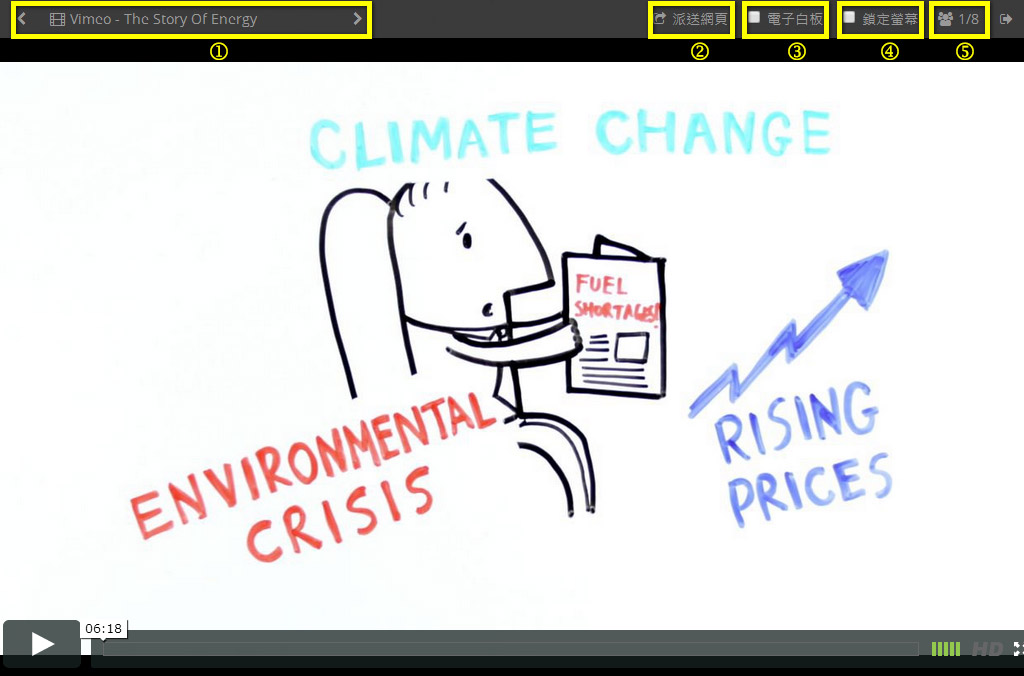 Vimeo - The Story Of Energy
派送網頁
電子白板
鎖定螢幕
1/8
①
②
③
④
⑤
CLIMATE CHANGE
FUEL
SHORTAGES!
ENVIRONMENTAL
CRISIS
RISING
PRICES
06:18
HD